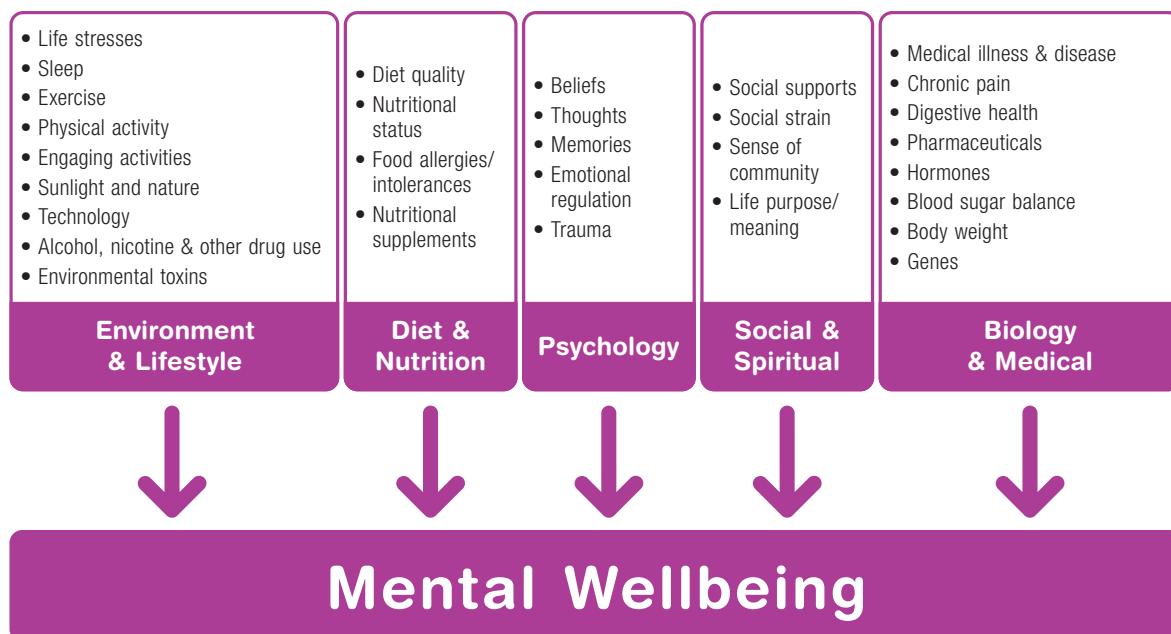 • Life stresses
• Sleep
• Exercise
• Physical activity
• Engaging activities
• Sunlight and nature
• Technology
• Alcohol, nicotine & other drug use
• Environmental toxins
Environment
& Lifestyle
• Diet quality
• Nutritional
status
• Food allergies/
intolerances
• Nutritional
supplements
Diet &
Nutrition
• Beliefs
• Thoughts
• Memories
• Emotional
regulation
• Trauma
Psychology
• Social supports
• Social strain
• Sense of
community
• Life purpose/
meaning
Social &
Spiritual
• Medical illness & disease
• Chronic pain
• Digestive health
• Pharmaceuticals
• Hormones
• Blood sugar balance
• Body weight
• Genes
Biology
& Medical
Mental Wellbeing